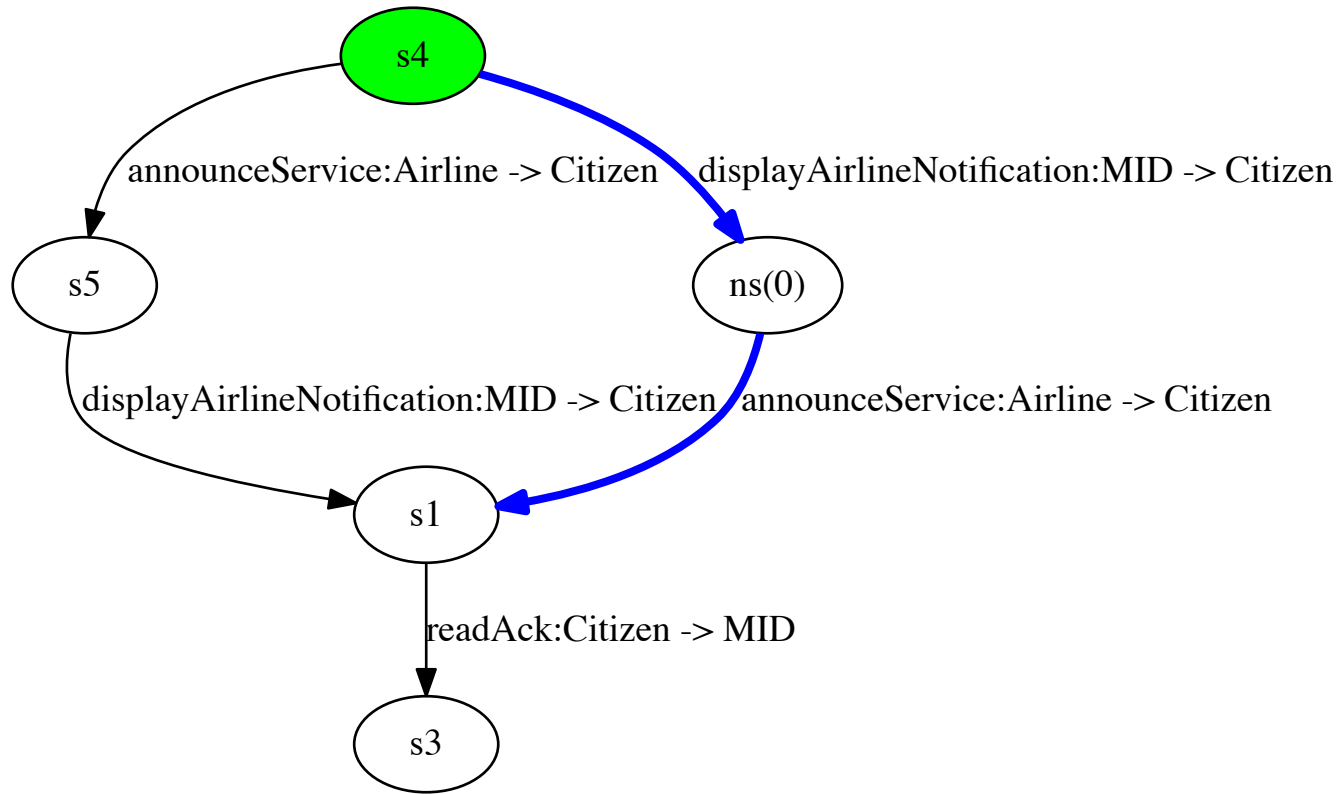 s4
announceService:Airline -> Citizen
displayAirlineNotification:MID -> Citizen
s5
ns(0)
displayAirlineNotification:MID -> Citizen
announceService:Airline -> Citizen
s1
readAck:Citizen -> MID
s3